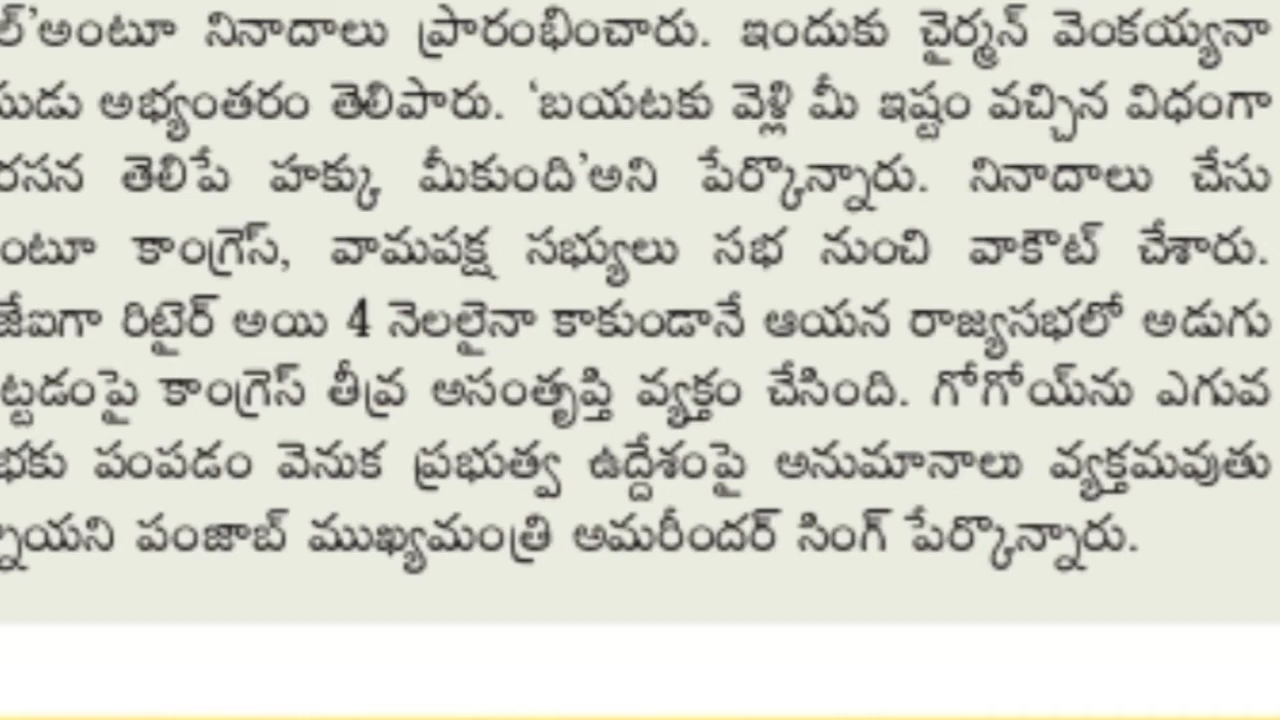 ల్’అంటూ నినాదాలు ప్రారంభించారు. ఇందుకు చైర్మన్ వెంకయ్యనా
యుడు అభ్యంతరం తెలిపారు. ‘బయటకు వెళ్లి మీ ఇష్టం వచ్చిన విధంగా
రసన తెలిపే హక్కు మీకుంది’అని పేర్కొన్నారు. నినాదాలు చేసు
ంటూ కాంగ్రెస్, వామపక్ష సభ్యులు సభ నుంచి వాకౌట్ చేశారు.
జేఐగా రిటైర్ అయి 4 నెలలైనా కాకుండానే ఆయన రాజ్యసభలో అడుగు
ట్టడంపై కాంగ్రెస్ తీవ్ర అసంతృప్తి వ్యక్తం చేసింది. గోగోయ్‌ను ఎగువ
భకు పంపడం వెనుక ప్రభుత్వ ఉద్దేశంపై అనుమానాలు వ్యక్తమవుతు
న్నాయని పంజాబ్ ముఖ్యమంత్రి అమరీందర్ సింగ్ పేర్కొన్నారు.